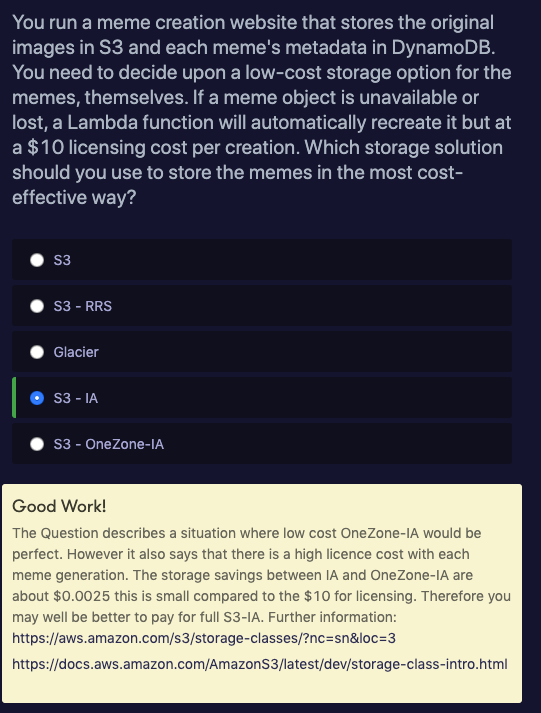 You run a meme creation website that stores the original
images in S3 and each meme's metadata in DynamoDB.
You need to decide upon a low-cost storage option for the
memes, themselves. If a meme object is unavailable or
lost, a Lambda function will automatically recreate it but at
a $10 licensing cost per creation. Which storage solution
should you use to store the memes in the most cost-
effective way?
S3
S3 - RRS
Glacier
S3 - IA
S3 - OneZone-IA
Good Work!
The Question describes a situation where low cost OneZone-IA would be
perfect. However it also says that there is a high licence cost with each
meme generation. The storage savings between IA and OneZone-IA are
about $0.0025 this is small compared to the $10 for licensing. Therefore you
may well be better to pay for full S3-IA. Further information:
https://aws.amazon.com/s3/storage-classes/?nc=sn&loc=3
https://docs.aws.amazon.com/AmazonS3/latest/dev/storage-class-intro.html